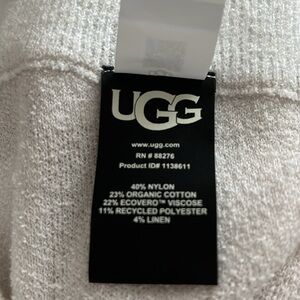 UGG
www.ugg.com
RN # 88276
Product ID# 1138611
40% NYLON
23% ORGANIC COTTON
22% ECOVERO™ VISCOSE
11% RECYCLED POLYESTER
4% LINEN